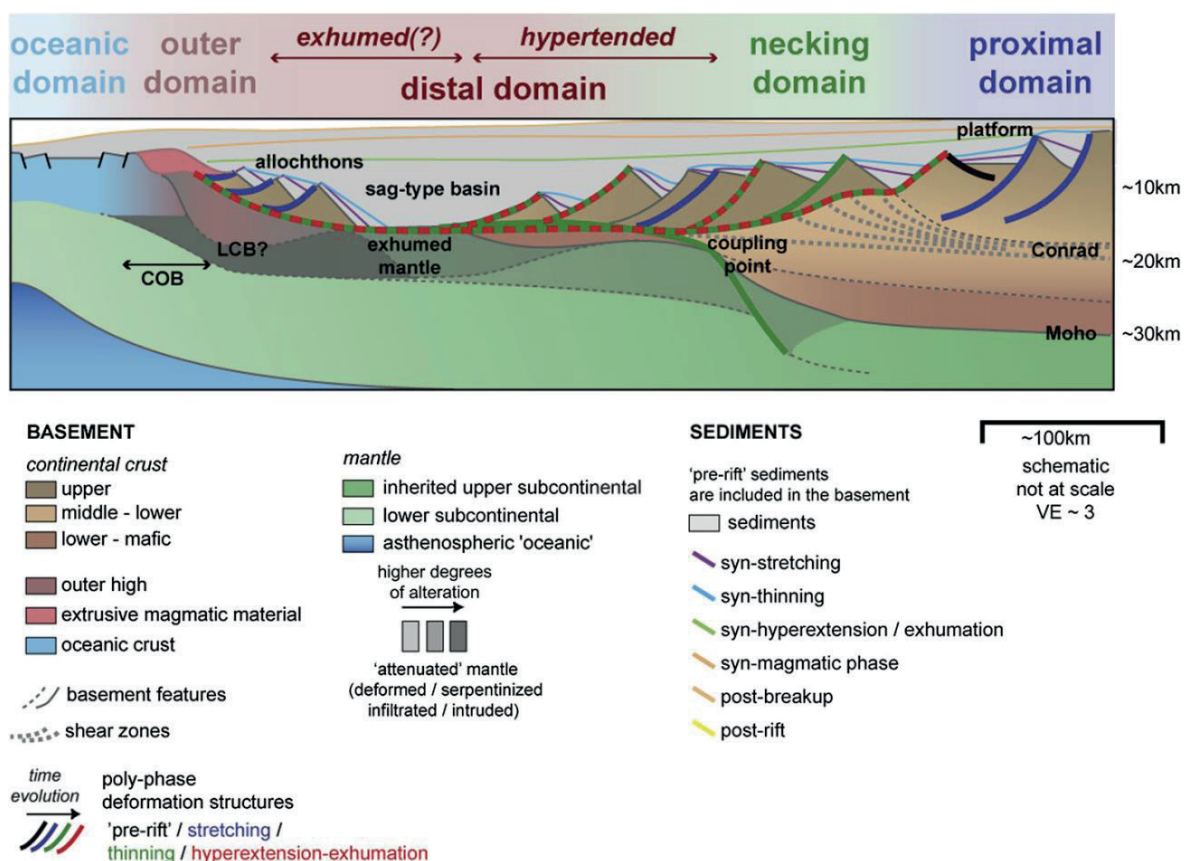 oceanic
domain
outer
domain
exhumed(?)
hypertended
distal domain
necking
domain
proximal
domain
platform
allochthons
sag-type basin
~10km
LCB?
exhumed
mantle
coupling
point
Conrad
~20km
COB
Moho
~30km
BASEMENT
continental crust
upper
middle - lower
lower - mafic
outer high
extrusive magmatic material
oceanic crust
basement features
shear zones
time
evolution
poly-phase
deformation structures
'pre-rift' / stretching /
thinning / hyperextension-exhumation
mantle
inherited upper subcontinental
lower subcontinental
asthenospheric 'oceanic'
higher degrees
of alteration
'attenuated' mantle
(deformed / serpentinized
infiltrated / intruded)
SEDIMENTS
'pre-rift' sediments
are included in the basement
sediments
syn-stretching
syn-thinning
syn-hyperextension / exhumation
syn-magmatic phase
post-breakup
post-rift
~100km
schematic
not at scale
VE ~ 3